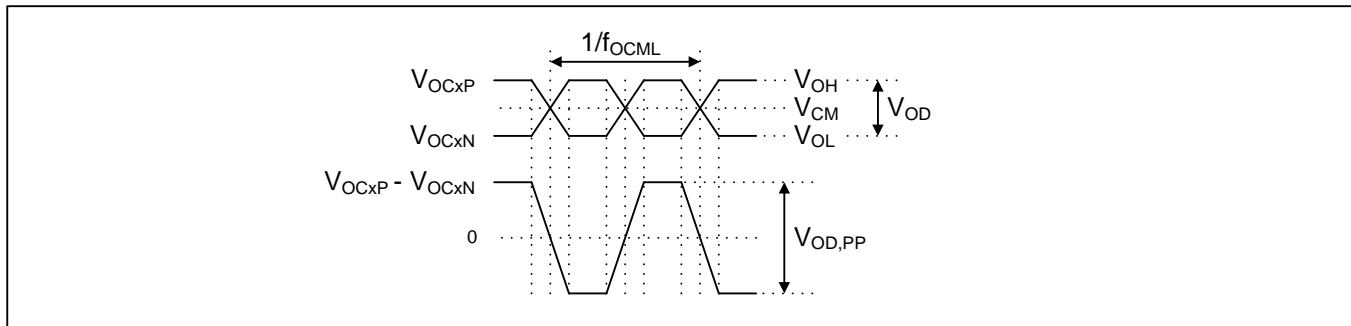 1/fOCML
VOCxP
VOH
VCM
VOD
VOCxN
VOL
VOCxP - VOCxN
0
VOD,PP